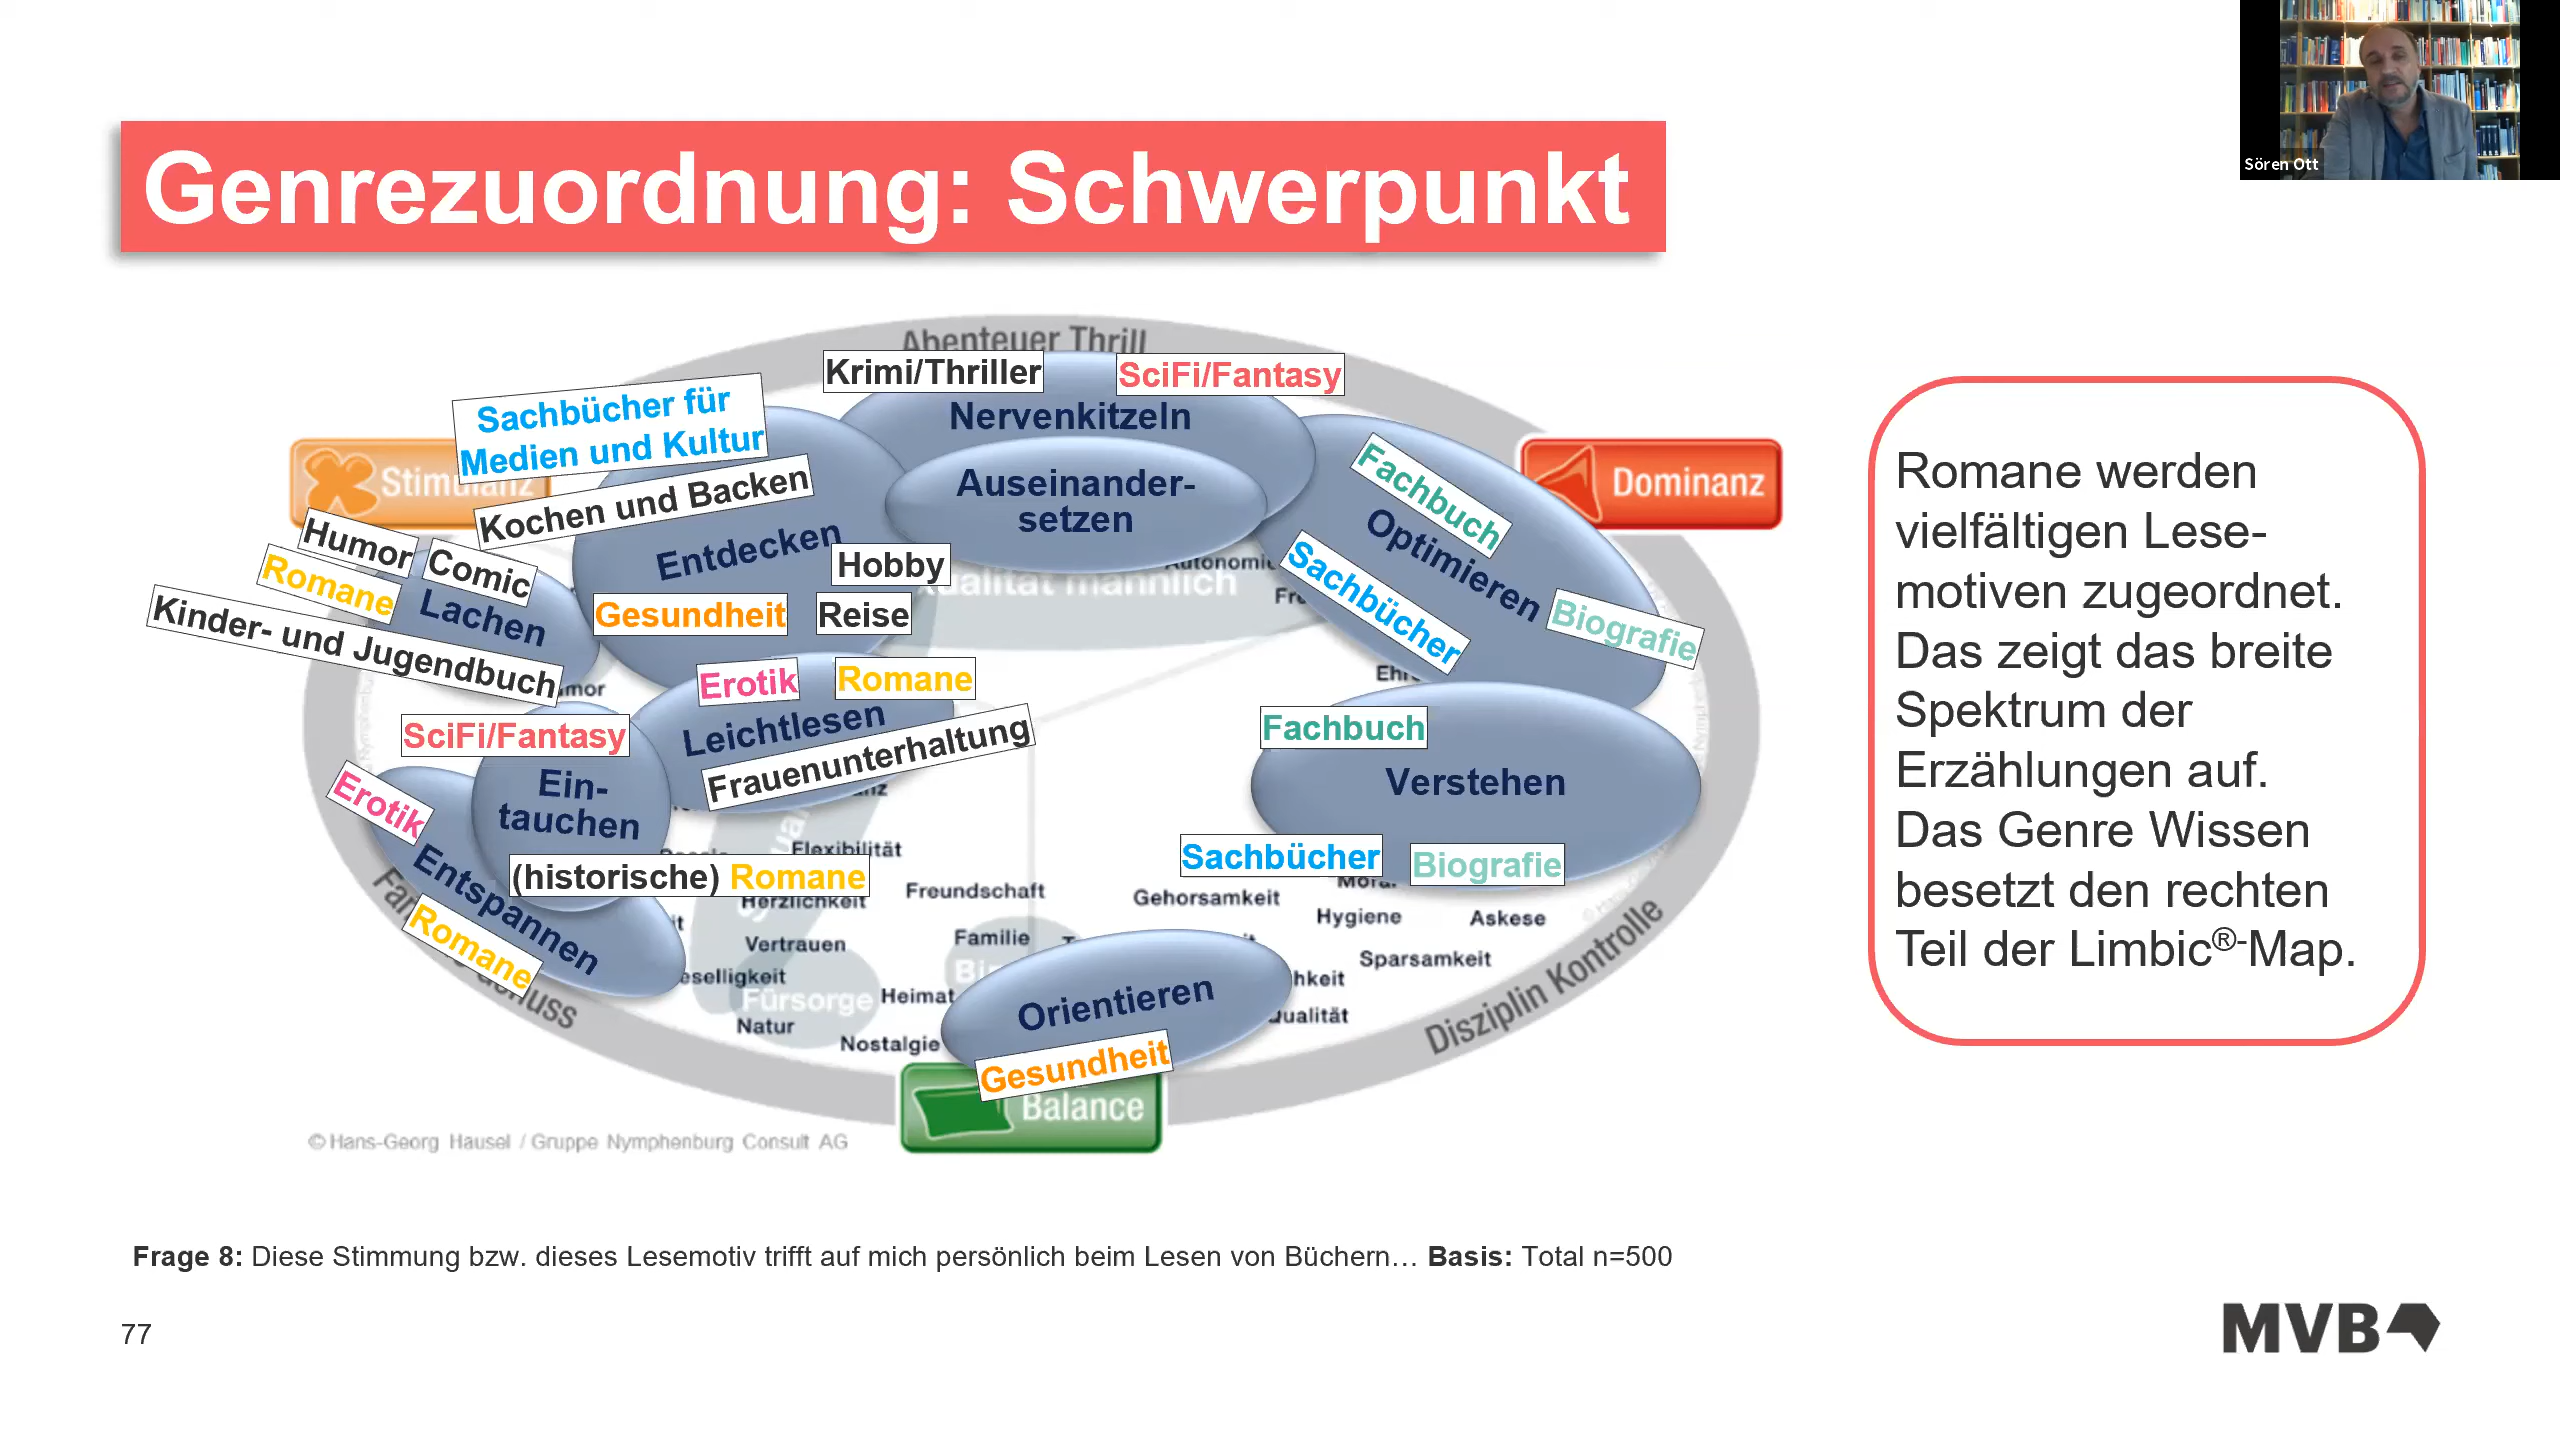 Sören Ott
Genrezuordnung: Schwerpunkt
Abenteuer Thrill
Krimi/Thriller
SciFi/Fantasy
Nervenkitzeln
Auseinander-
setzen
Sachbücher für
Medien und Kultur
Stimulanz
Kochen und Backen
Entdecken
Hobby
Gesundheit
Reise
Humor
Comic
Romane
Lachen
Kinder- und Jugendbuch
Fachbuch
Optimieren
Sachbücher
Biografie
Dominanz
Erotik
Romane
Leichtlesen
Frauenunterhaltung
SciFi/Fantasy
Ein-
tauchen
(historische) Romane
Erotik
Entspannen
Romane
Fachbuch
Verstehen
Sachbücher
Biografie
Flexibilität
Herzlichkeit
Freundschaft
Vertrauen
Familie
Fürsorge
Heimat
Natur
Nostalgie
Gehorsamkeit
Moral
Hygiene
Askese
Sparsamkeit
Disziplin Kontrolle
Orientieren
Gesundheit
Balance
© Hans-Georg Häusel / Gruppe Nymphenburg Consult AG
Romane werden
vielfältigen Lese-
motiven zugeordnet.
Das zeigt das breite
Spektrum der
Erzählungen auf.
Das Genre Wissen
besetzt den rechten
Teil der Limbic®-Map.
Frage 8: Diese Stimmung bzw. dieses Lesemotiv trifft auf mich persönlich beim Lesen von Büchern… Basis: Total n=500
77
MVB